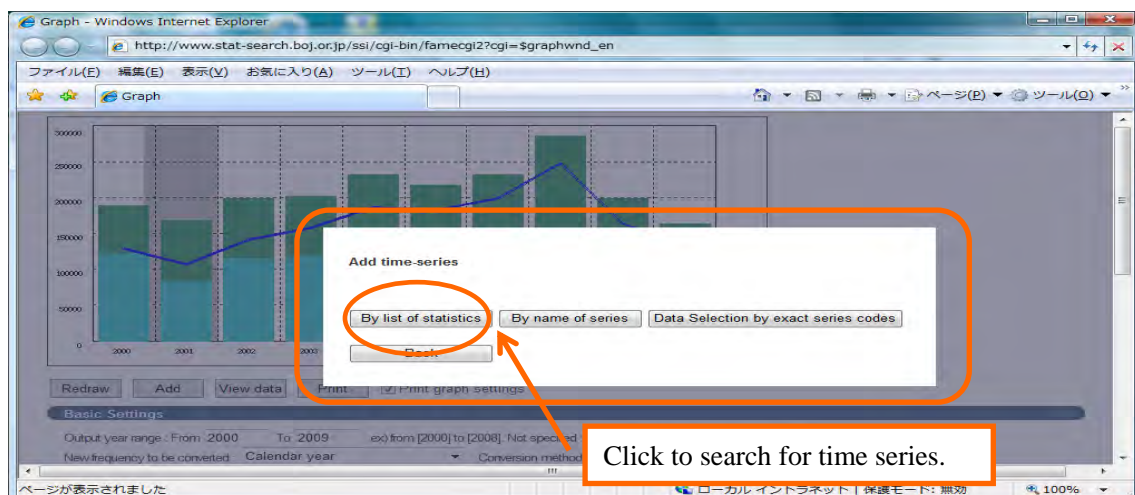 Graph - Windows Internet Explorer
http://www.stat-search.boj.or.jp/ssi/cgi-bin/famecgi2?cgi=$graphwnd_en
ファイル(F) 編集(E) 表示(V) お気に入り(A) ツール(T) ヘルプ(H)
Graph ページ(P) ツール(O)
300000
250000
200000
150000
100000
50000
0
2000 2001 2002 2003
Add time-series
By list of statistics By name of series Data Selection by exact series codes
Back
Redraw Add View data Print Print graph settings
Basic Settings
Output year range : From 2000 To 2009 ex) from [2000] to [2008]. Not specified
New frequency to be converted Calendar year Conversion method
Click to search for time series.
ページが表示されました ローカル イントラネット | 保護モード: 無効 100%